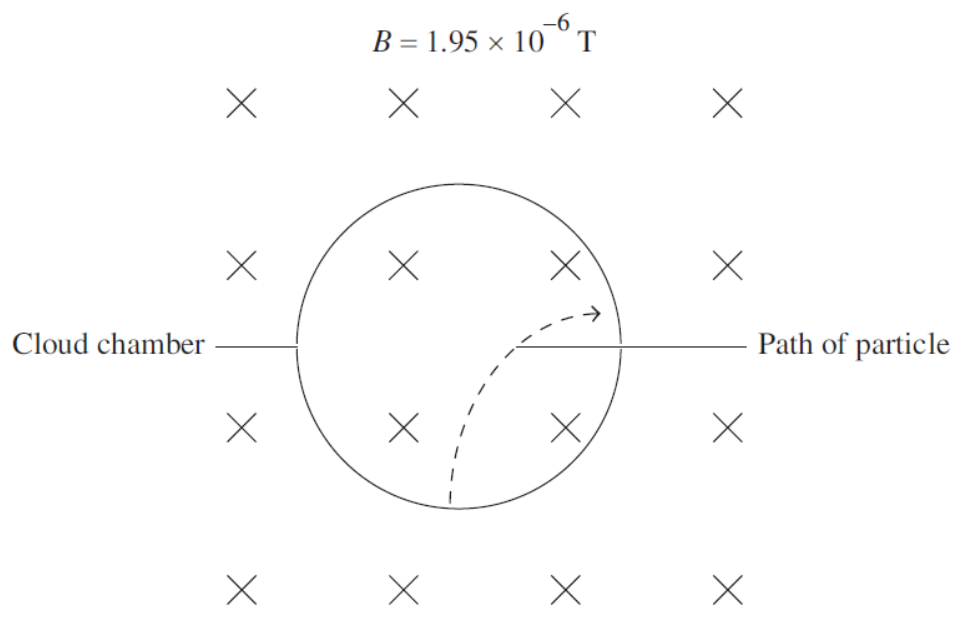 B = 1.95 × 10⁻⁶ T
Cloud chamber
Path of particle